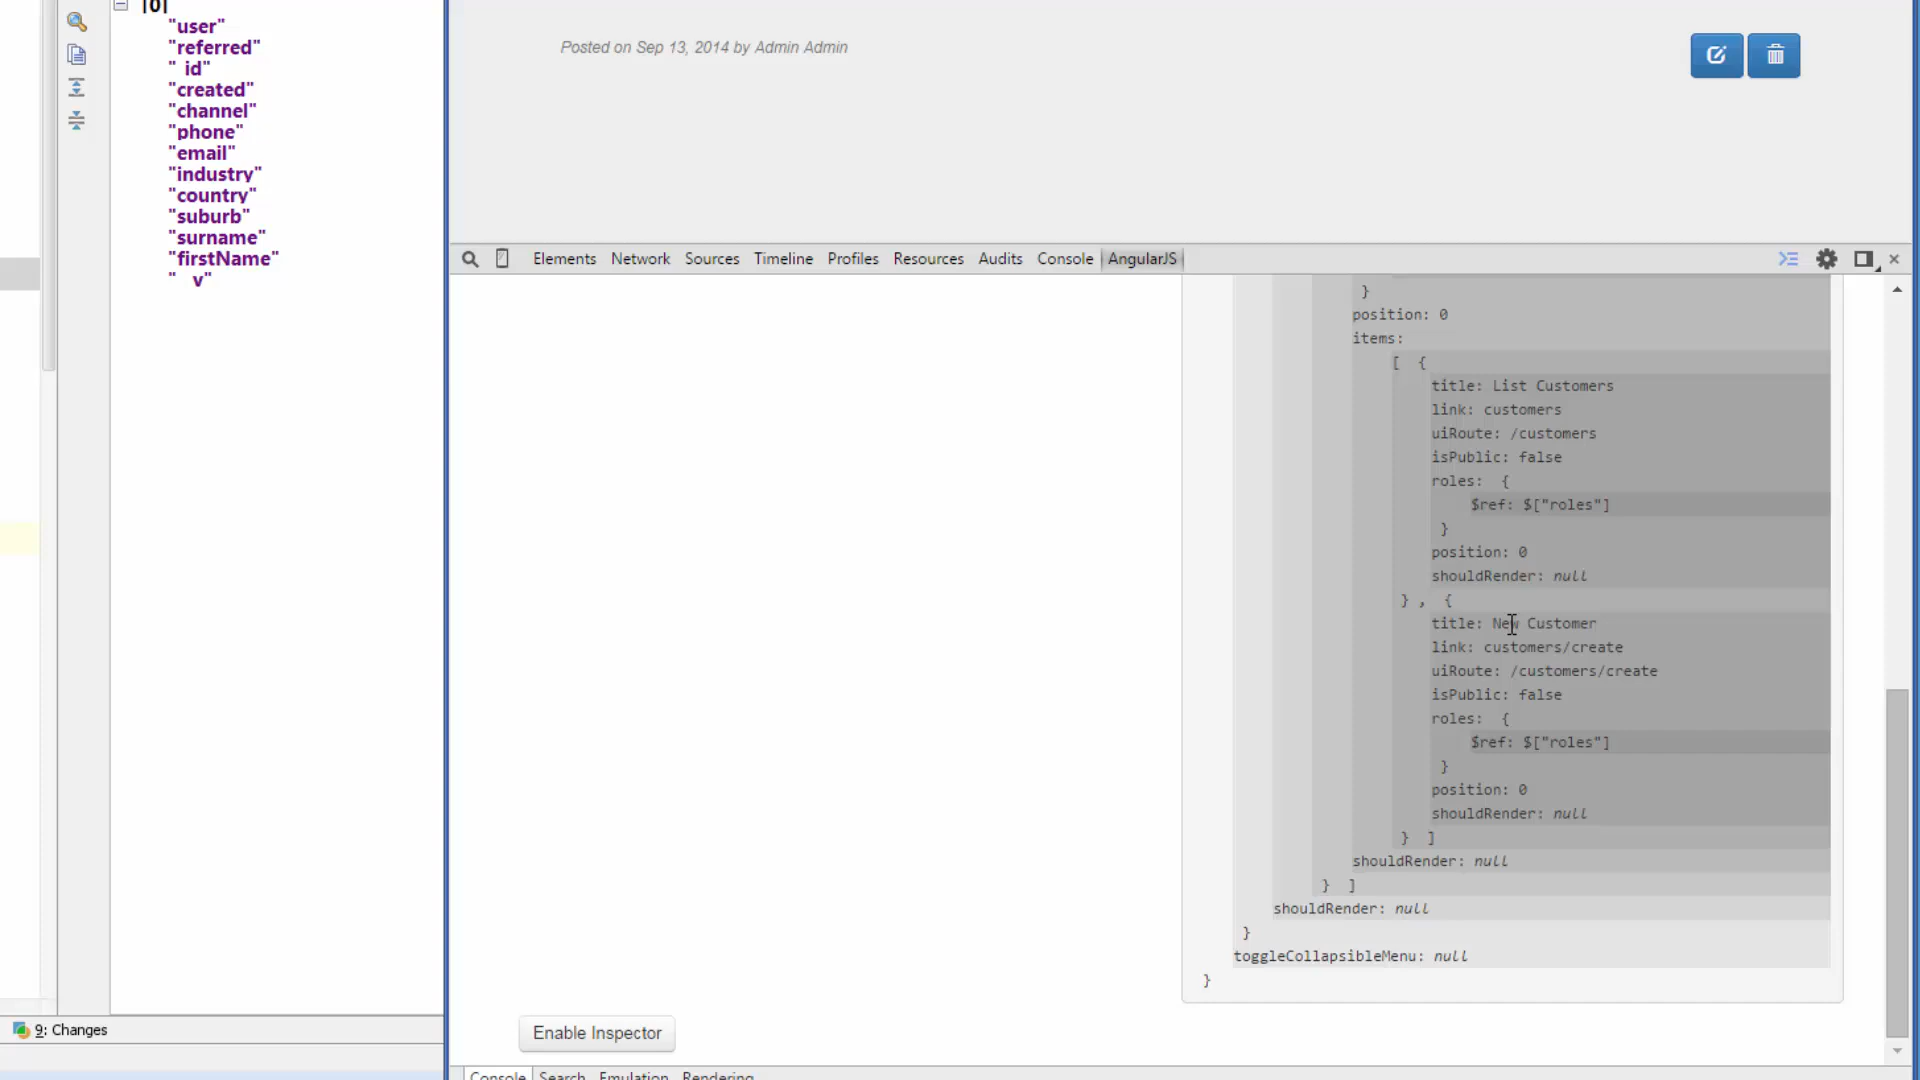 [0]
"user"
"referred"
"_id"
"created"
"channel"
"phone"
"email"
"industry"
"country"
"suburb"
"surname"
"firstName"
"__v"
9: Changes
Posted on Sep 13, 2014 by Admin Admin
Elements Network Sources Timeline Profiles Resources Audits Console AngularJS
}
position: 0
items:
[ {
title: List Customers
link: customers
uiRoute: /customers
isPublic: false
roles: {
$ref: $["roles"]
}
position: 0
shouldRender: null
} , {
title: New Customer
link: customers/create
uiRoute: /customers/create
isPublic: false
roles: {
$ref: $["roles"]
}
position: 0
shouldRender: null
} ]
shouldRender: null
} ]
shouldRender: null
}
toggleCollapsibleMenu: null
}
Enable Inspector
Console Search Emulation Rendering